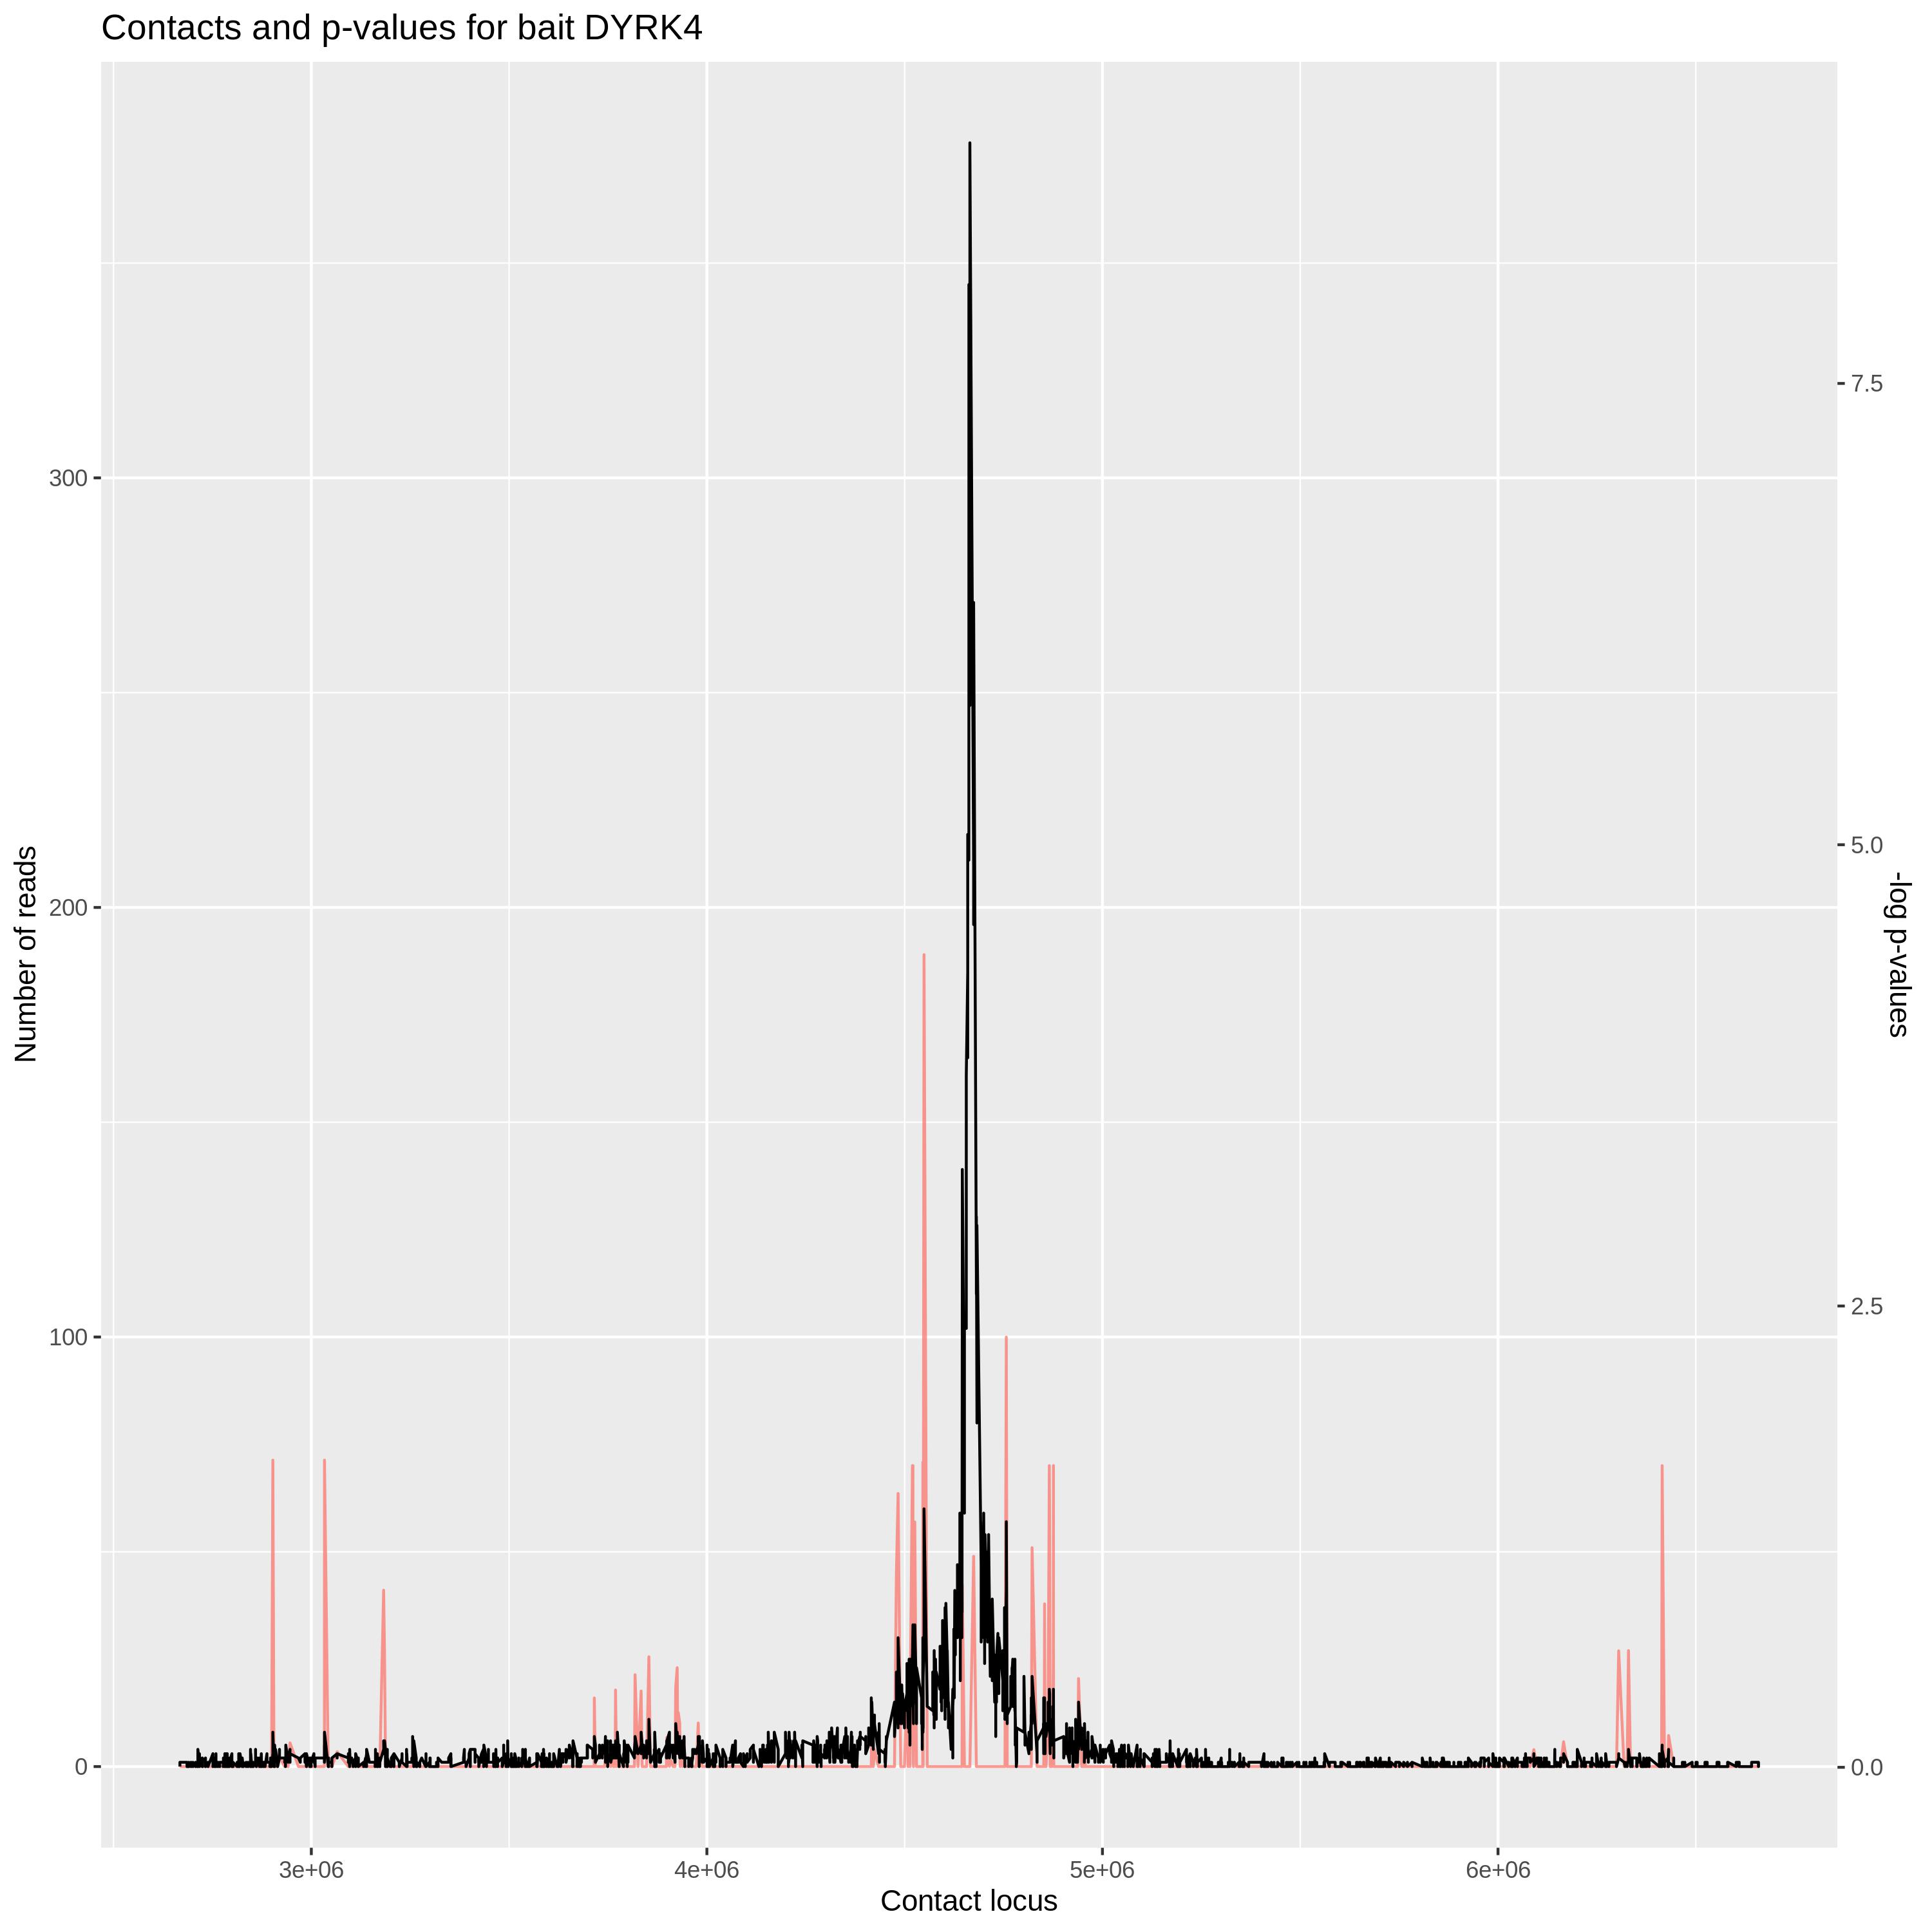 Contacts and p-values for bait DYRK4
Number of reads
300
200
100
0
7.5
5.0
2.5
0.0
-log p-values
3e+06
4e+06
5e+06
6e+06
Contact locus